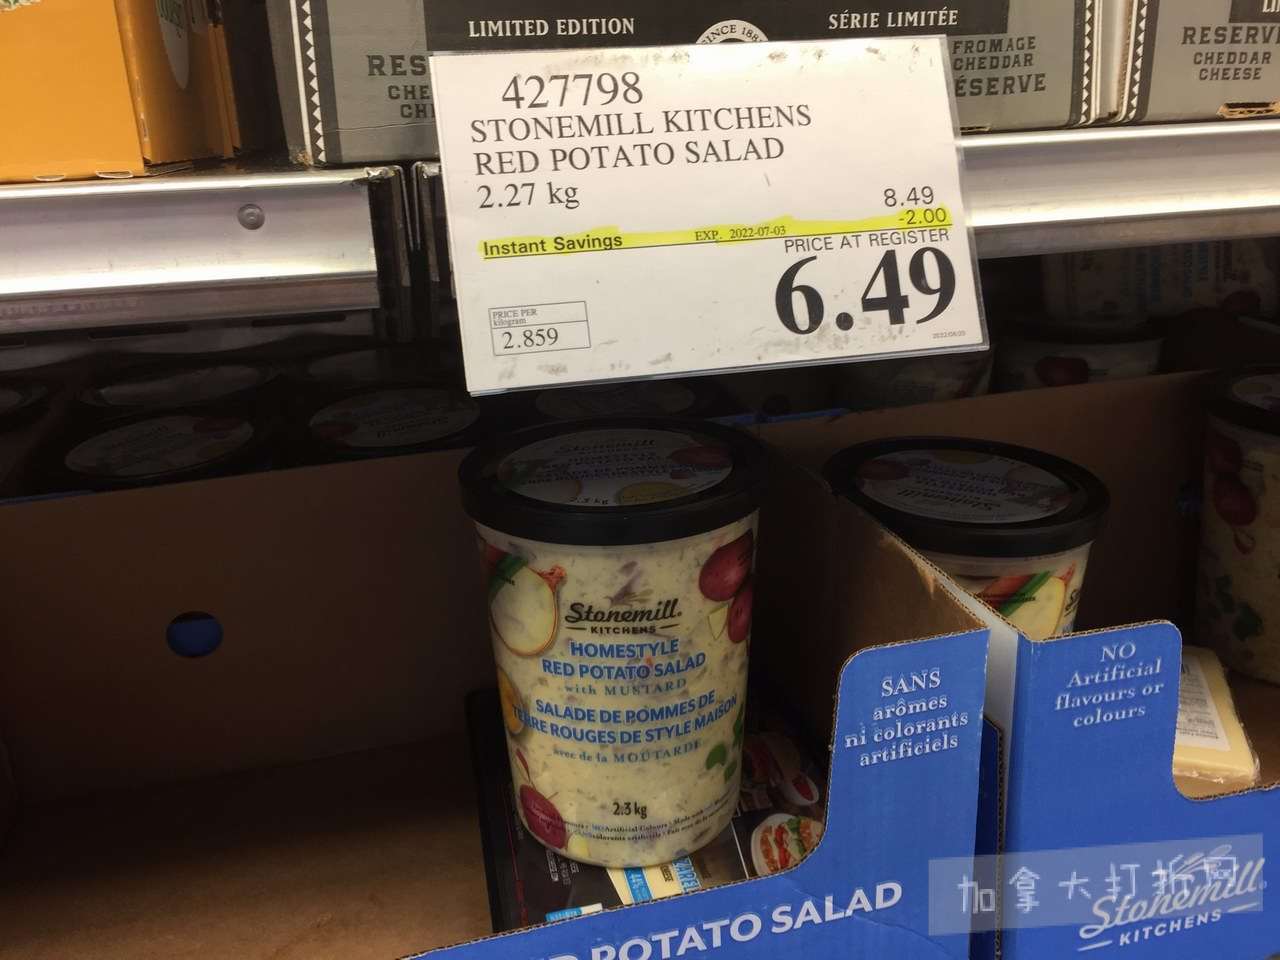 LIMITED EDITION
SINCE 188
SÉRIE LIMITÉE
FROMAGE
CHEDDAR
RESERV
CHEDDAR
CHEESE
427798
STONEMILL KITCHENS
RED POTATO SALAD
2.27 kg
8.49
Instant Savings EXP. 2022-07-03 -2.00
PRICE AT REGISTER
6.49
PRICE PER
kilogram
2.859
Stonemill
Stonemill
KITCHENS
HOMESTYLE
RED POTATO SALAD
with MUSTARD
SALADE DE POMMES DE
TERRE ROUGES DE STYLE MAISON
avec de la MOUTARDE
2.3 kg
SANS
arômes
ni colorants
artificiels
NO
Artificial
flavours or
colours
POTATO SALAD
Stonemill
KITCHENS
加拿大打折网